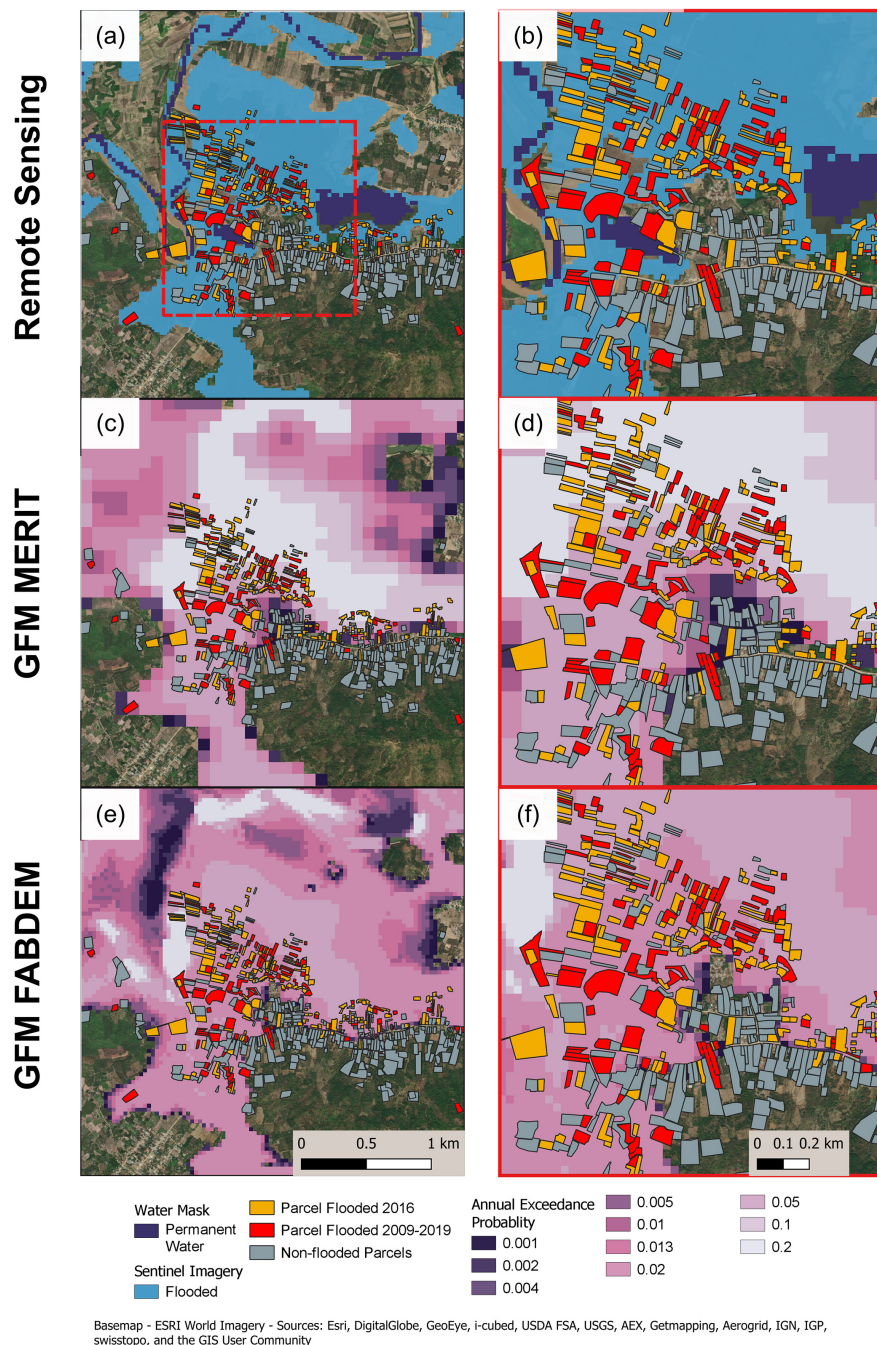 Remote Sensing
(a)
(b)
GFM MERIT
(c)
(d)
GFM FABDEM
(e)
(f)
0 0.5 1 km
0 0.1 0.2 km
Water Mask
Permanent
Water
Sentinel Imagery
Flooded
Parcel Flooded 2016
Parcel Flooded 2009-2019
Non-flooded Parcels
Annual Exceedance
Probablity
0.001
0.002
0.004
0.005
0.01
0.013
0.02
0.05
0.1
0.2
Basemap - ESRI World Imagery - Sources: Esri, DigitalGlobe, GeoEye, i-cubed, USDA FSA, USGS, AEX, Getmapping, Aerogrid, IGN, IGP,
swisstopo, and the GIS User Community